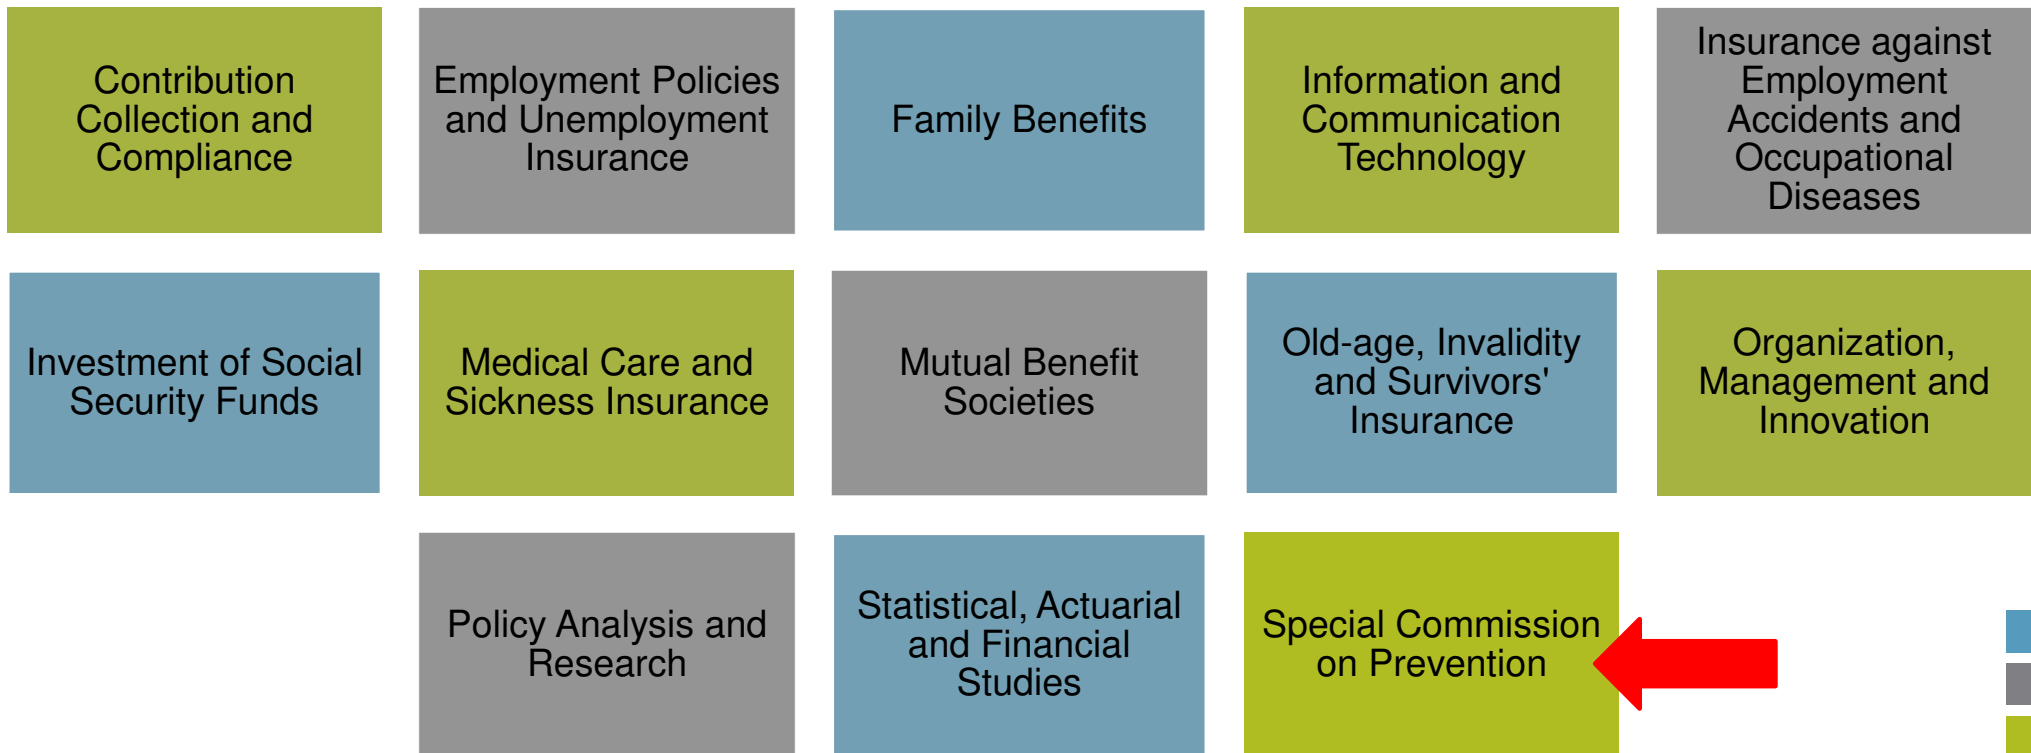 Contribution
Collection and
Compliance
Employment Policies
and Unemployment
Insurance
Family Benefits
Information and
Communication
Technology
Insurance against
Employment
Accidents and
Occupational
Diseases
Investment of Social
Security Funds
Medical Care and
Sickness Insurance
Mutual Benefit
Societies
Old-age, Invalidity
and Survivors'
Insurance
Organization,
Management and
Innovation
Policy Analysis and
Research
Statistical, Actuarial
and Financial
Studies
Special Commission
on Prevention